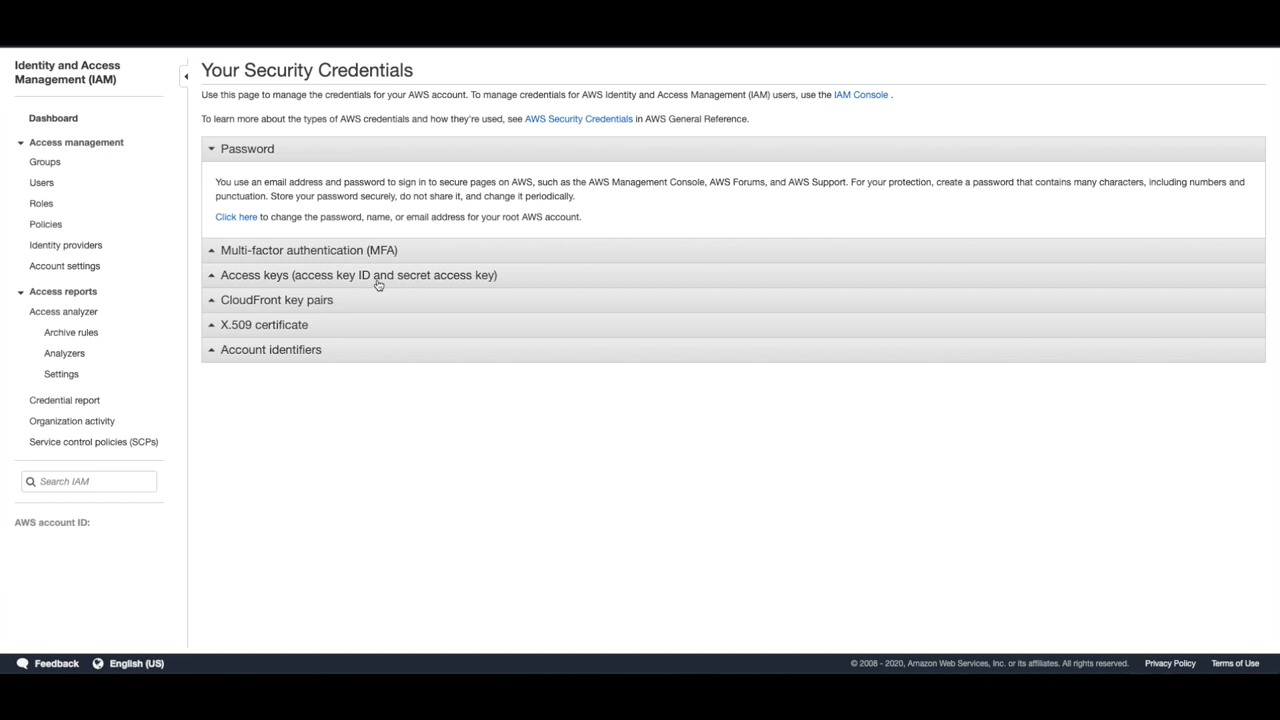 Identity and Access
Management (IAM)
Dashboard
Access management
Groups
Users
Roles
Policies
Identity providers
Account settings
Access reports
Access analyzer
Archive rules
Analyzers
Settings
Credential report
Organization activity
Service control policies (SCPs)
Search IAM
AWS account ID:
Your Security Credentials
Use this page to manage the credentials for your AWS account. To manage credentials for AWS Identity and Access Management (IAM) users, use the IAM Console .
To learn more about the types of AWS credentials and how they're used, see AWS Security Credentials in AWS General Reference.
Password
You use an email address and password to sign in to secure pages on AWS, such as the AWS Management Console, AWS Forums, and AWS Support. For your protection, create a password that contains many characters, including numbers and
punctuation. Store your password securely, do not share it, and change it periodically.
Click here to change the password, name, or email address for your root AWS account.
Multi-factor authentication (MFA)
Access keys (access key ID and secret access key)
CloudFront key pairs
X.509 certificate
Account identifiers
Feedback English (US) © 2008 - 2020, Amazon Web Services, Inc. or its affiliates. All rights reserved. Privacy Policy Terms of Use